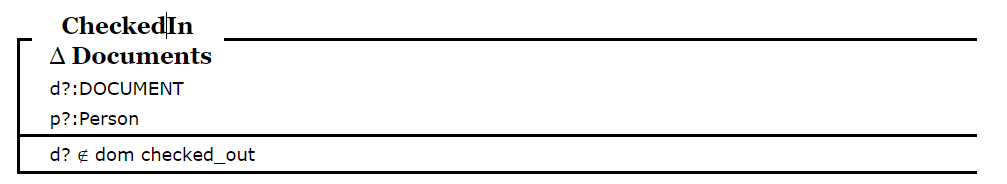 CheckedIn
Δ Documents
d?:DOCUMENT
p?:Person
d? ∉ dom checked_out